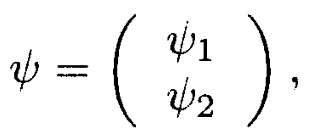 ψ = ( ψ₁
ψ₂ ) ,